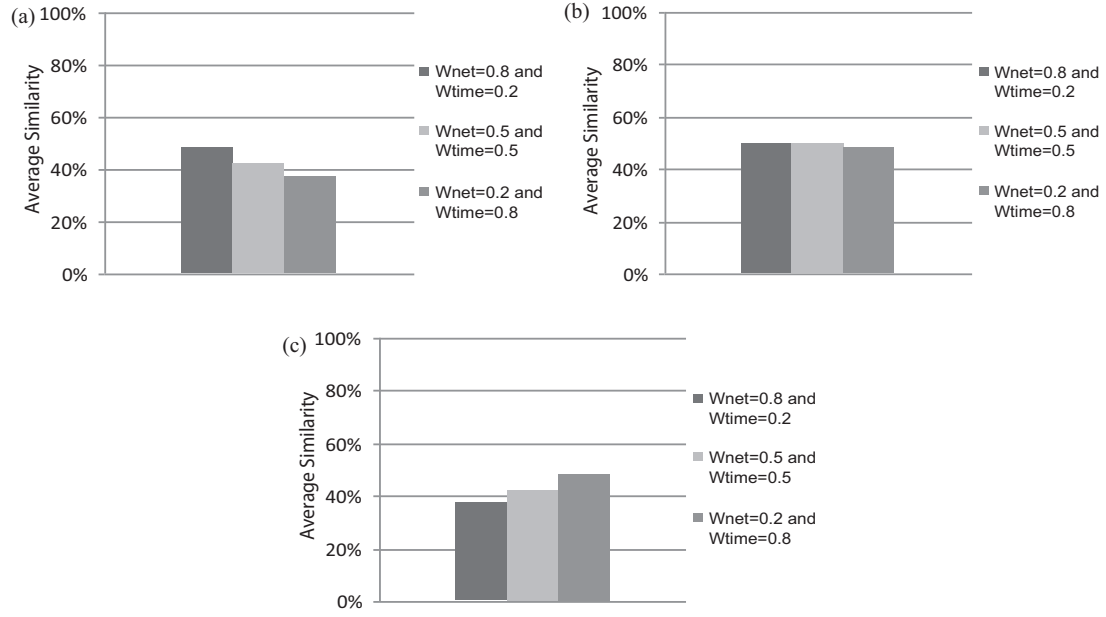 (a)
100%
80%
60%
40%
20%
0%
Average Similarity
Wnet=0.8 and
Wtime=0.2
Wnet=0.5 and
Wtime=0.5
Wnet=0.2 and
Wtime=0.8
(b)
100%
80%
60%
40%
20%
0%
Average Similarity
Wnet=0.8 and
Wtime=0.2
Wnet=0.5 and
Wtime=0.5
Wnet=0.2 and
Wtime=0.8
(c)
100%
80%
60%
40%
20%
0%
Average Similarity
Wnet=0.8 and
Wtime=0.2
Wnet=0.5 and
Wtime=0.5
Wnet=0.2 and
Wtime=0.8